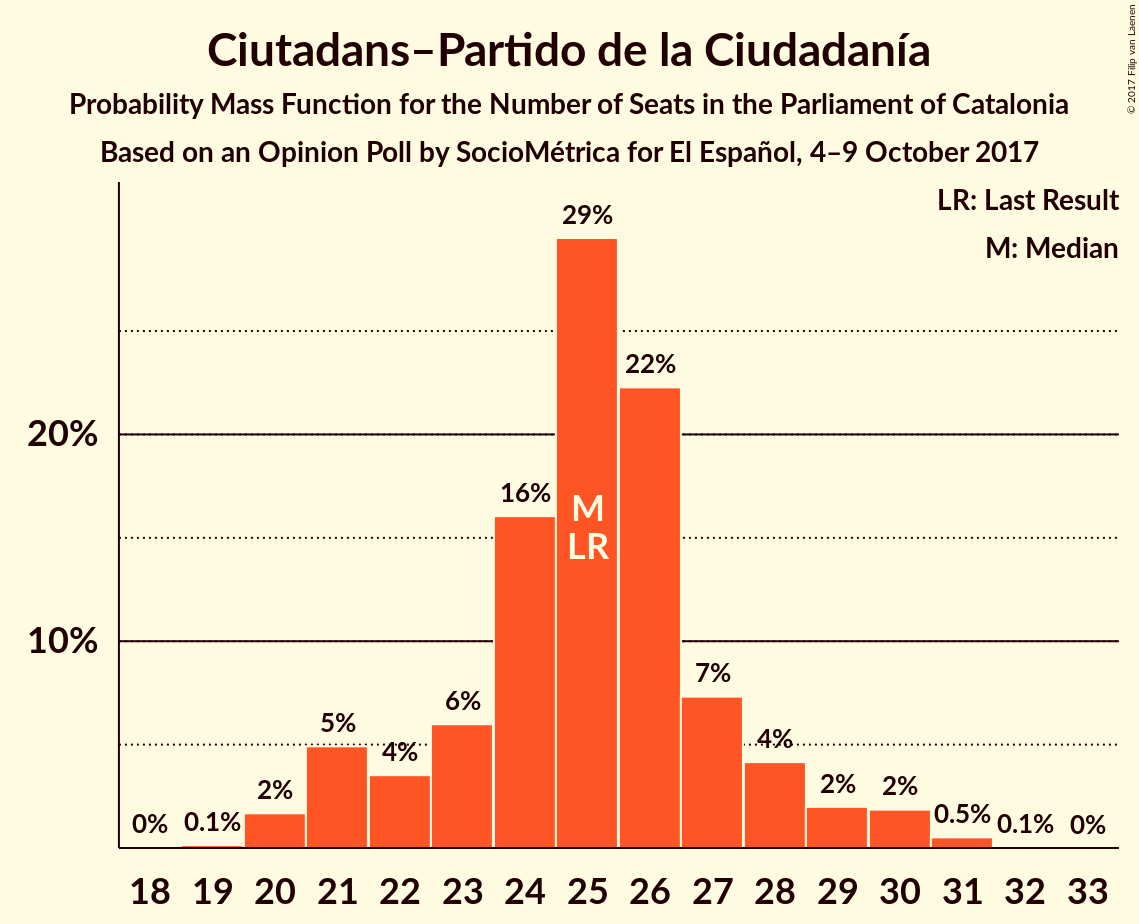 Ciutadans–Partido de la Ciudadanía
Probability Mass Function for the Number of Seats in the Parliament of Catalonia
Based on an Opinion Poll by SocioMétrica for El Español, 4–9 October 2017
© 2017 Filip van Laenen
LR: Last Result
M: Median
20%
10%
0%
0.1%
2%
5%
4%
6%
16%
29%
22%
7%
4%
2%
2%
0.5%
0.1%
0%
M
LR
18 19 20 21 22 23 24 25 26 27 28 29 30 31 32 33